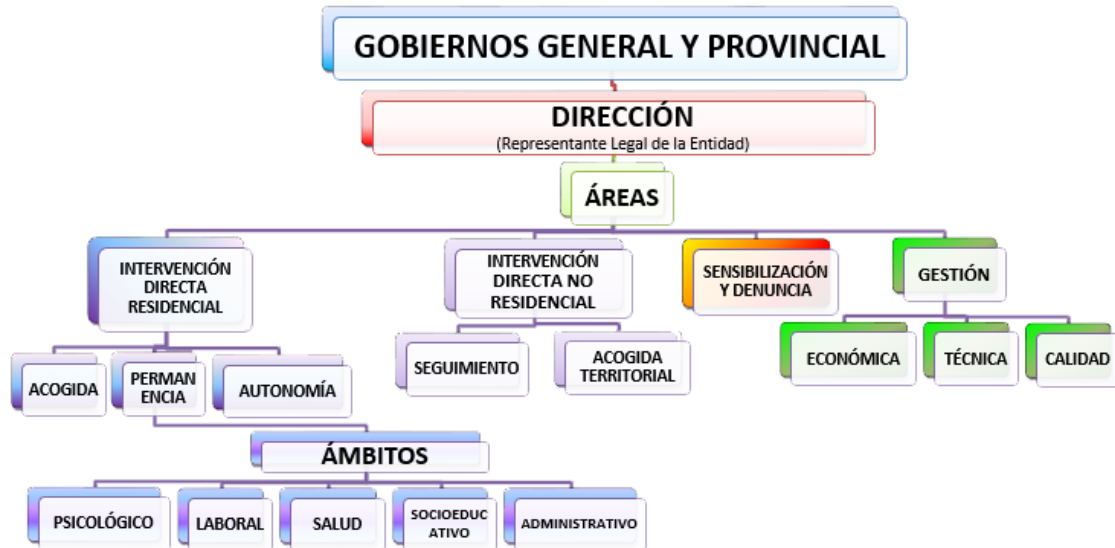 GOBIERNOS GENERAL Y PROVINCIAL
DIRECCIÓN
(Representante Legal de la Entidad)
ÁREAS
INTERVENCIÓN
DIRECTA
RESIDENCIAL
INTERVENCIÓN
DIRECTA NO
RESIDENCIAL
SENSIBILIZACIÓN
Y DENUNCIA
GESTIÓN
ACOGIDA
PERMAN
ENCIA
AUTONOMÍA
SEGUIMIENTO
ACOGIDA
TERRITORIAL
ECONÓMICA
TÉCNICA
CALIDAD
ÁMBITOS
PSICOLÓGICO
LABORAL
SALUD
SOCIOEDUC
ATIVO
ADMINISTRATIVO